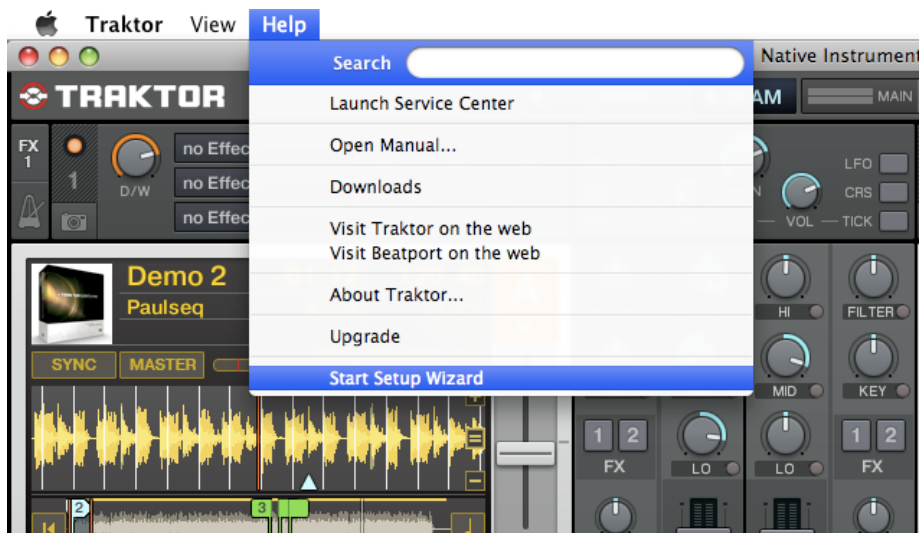 Traktor View Help
Search
Native Instrument
TRAKTOR
Launch Service Center
AM
MAIN
FX
1
1
D/W
no Effec
no Effec
no Effec
Open Manual...
Downloads
Visit Traktor on the web
Visit Beatport on the web
About Traktor...
Upgrade
Start Setup Wizard
LFO
CRS
VOL
TICK
Demo 2
Paulseq
SYNC
MASTER
HI
FILTER
MID
KEY
1 2
FX
LO
LO
1 2
FX
2
3